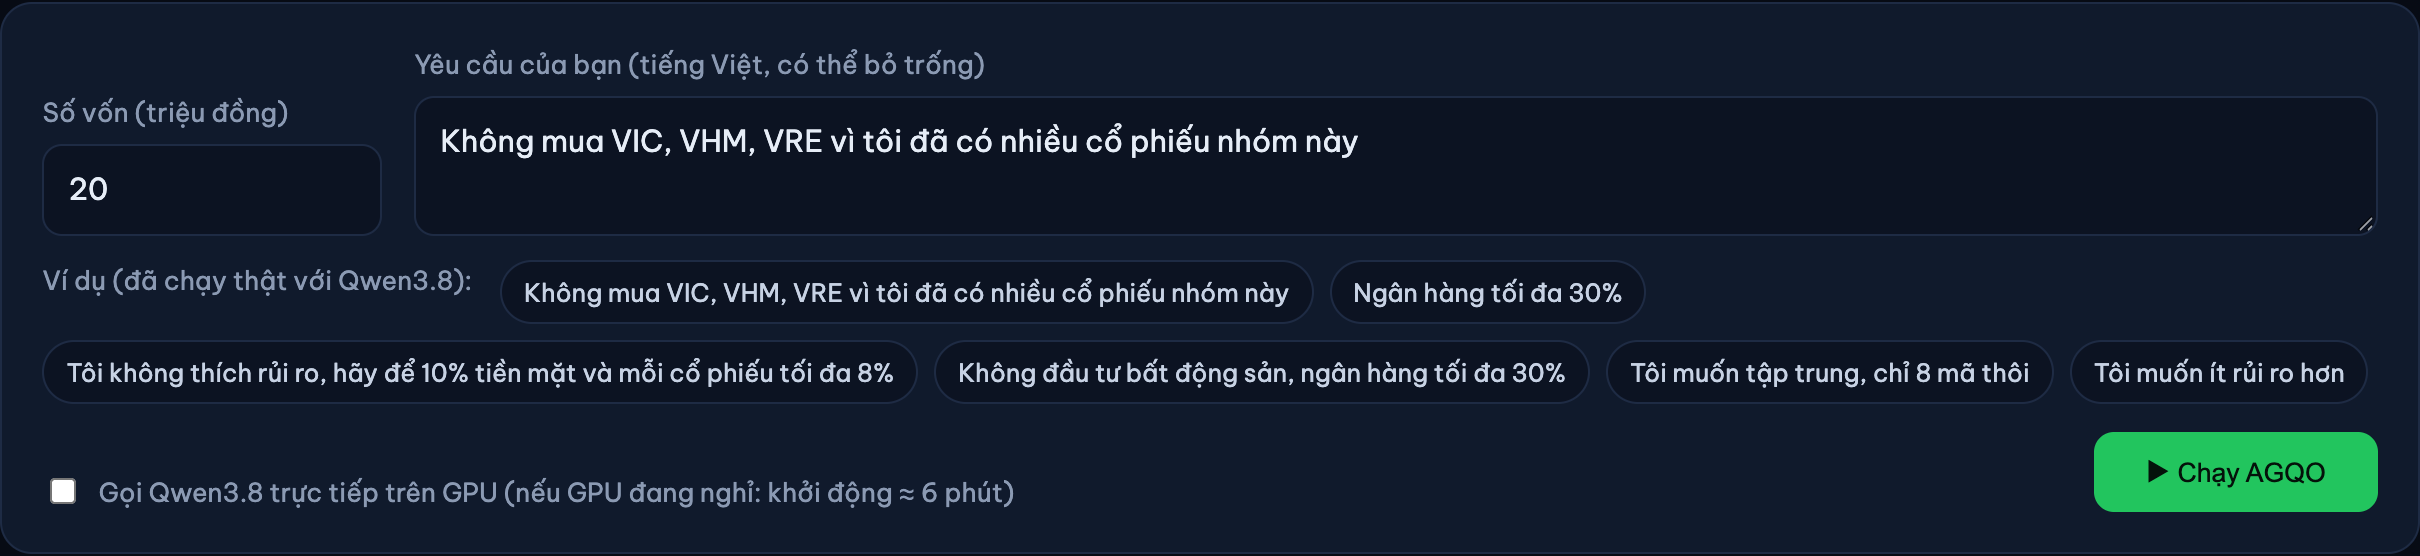 Yêu cầu của bạn (tiếng Việt, có thể bỏ trống)
Số vốn (triệu đồng)
Không mua VIC, VHM, VRE vì tôi đã có nhiều cổ phiếu nhóm này
20
Ví dụ (đã chạy thật với Qwen3.8):
Không mua VIC, VHM, VRE vì tôi đã có nhiều cổ phiếu nhóm này
Ngân hàng tối đa 30%
Tôi không thích rủi ro, hãy để 10% tiền mặt và mỗi cổ phiếu tối đa 8%
Không đầu tư bất động sản, ngân hàng tối đa 30%
Tôi muốn tập trung, chỉ 8 mã thôi
Tôi muốn ít rủi ro hơn
Gọi Qwen3.8 trực tiếp trên GPU (nếu GPU đang nghỉ: khởi động ≈ 6 phút)
▶ Chạy AGQO